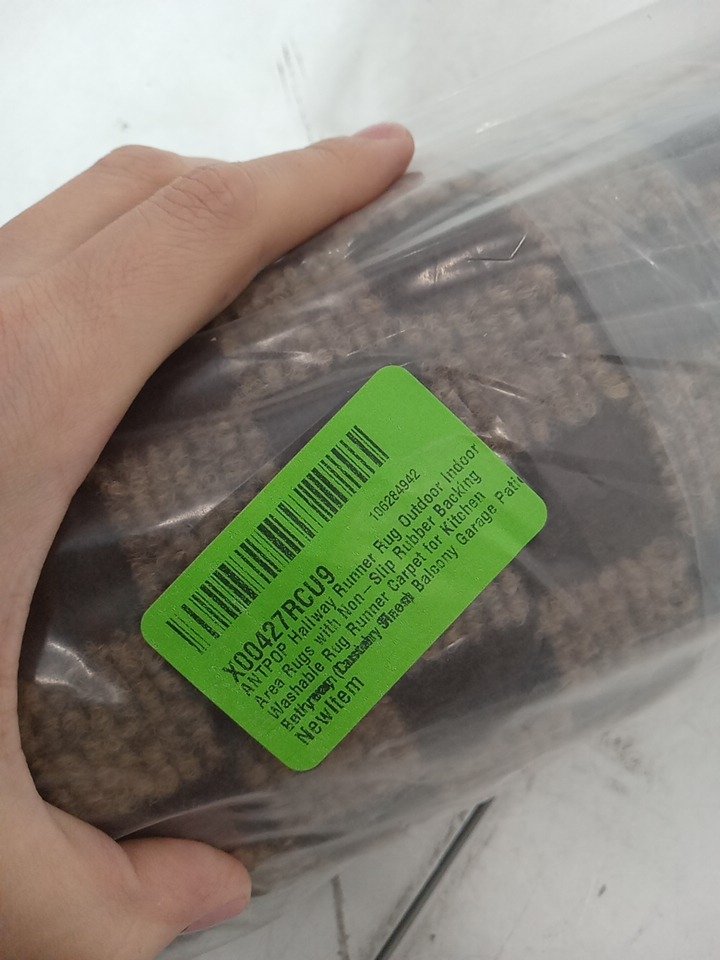 106284942
X00427RCU9
ANTPOP Hallway Runner Rug Outdoor Indoor
Area Rugs with Non-Slip Rubber Backing
Washable Rug Runner Carpet for Kitchen
Balcony Garage Patio
NewItem